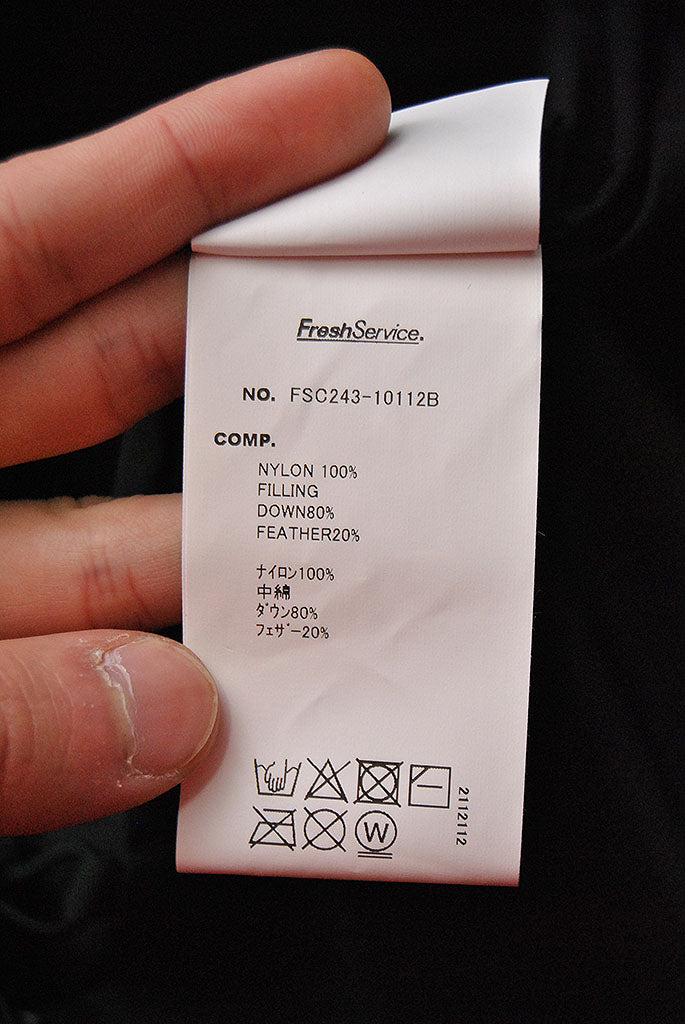 FreshService.
NO. FSC243-10112B
COMP.
NYLON 100%
FILLING
DOWN80%
FEATHER20%
ナイロン100%
中綿
ダウン80%
フェザー20%
W
2112112